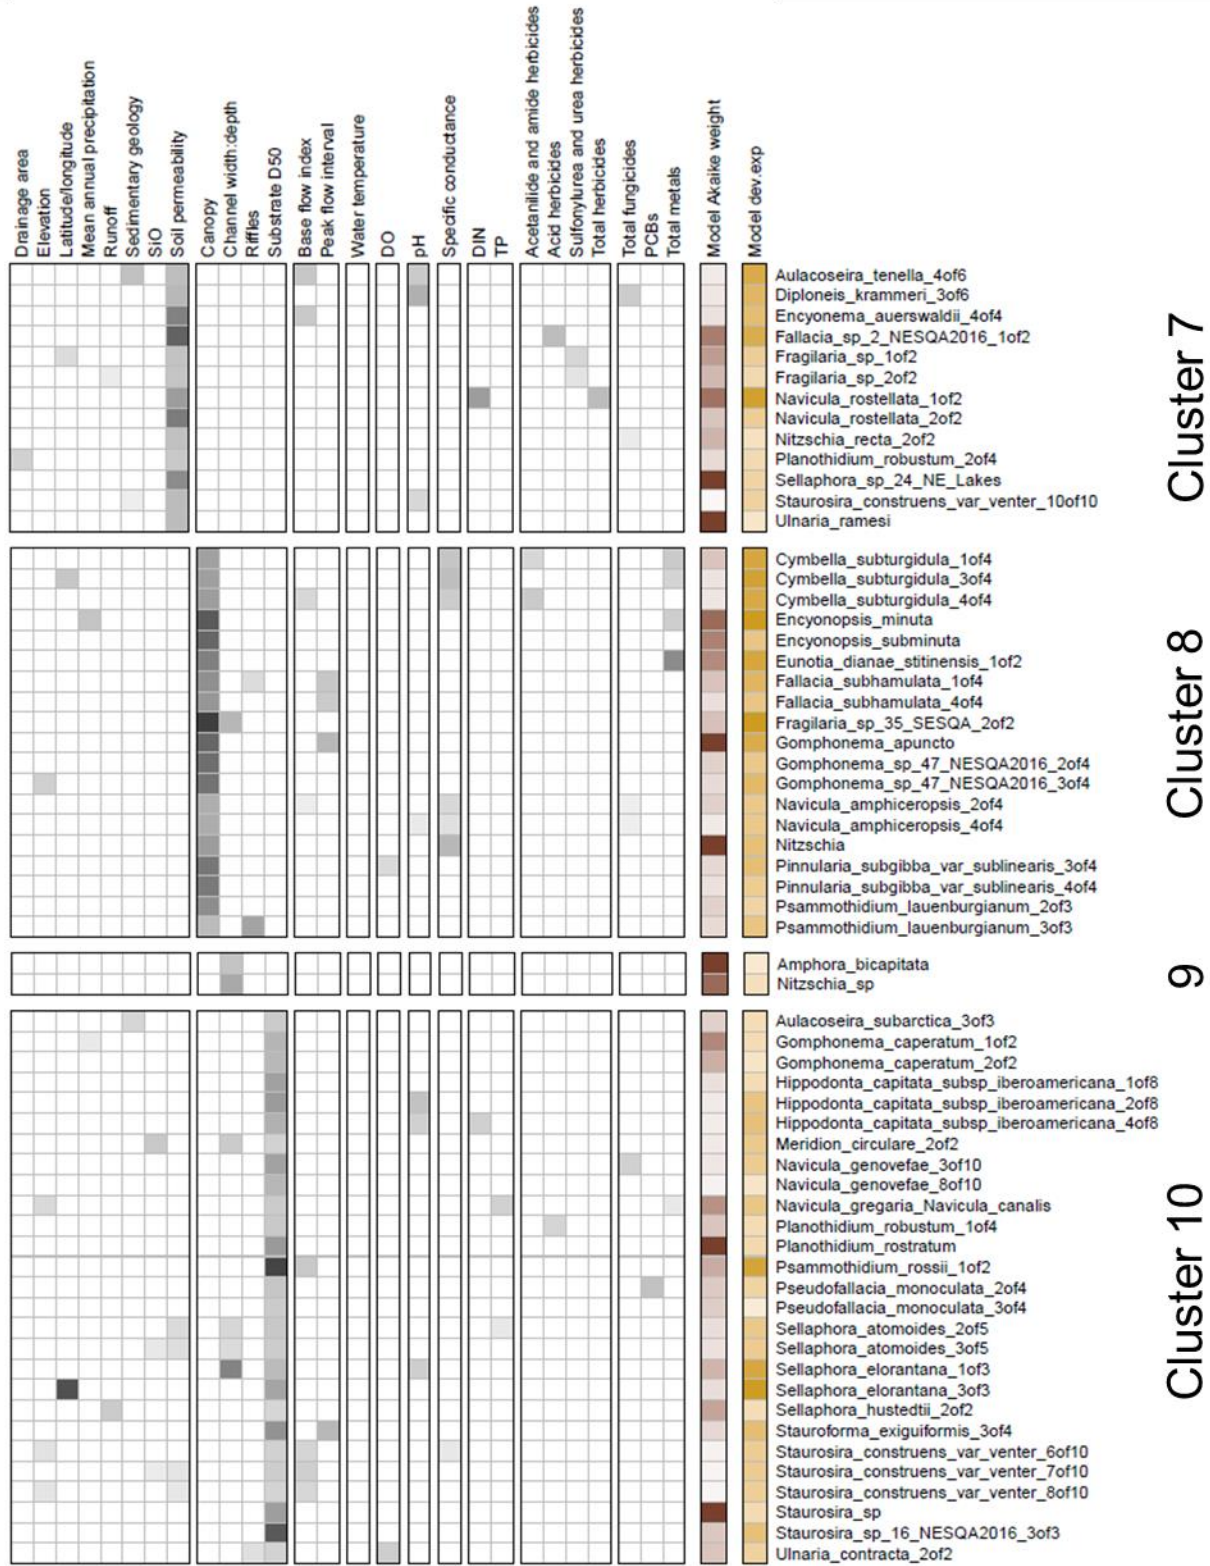 Drainage area
Elevation
Latitude/longitude
Mean annual precipitation
Runoff
Sedimentary geology
SiO
Soil permeability
Canopy
Channel width:depth
Riffles
Substrate D50
Base flow index
Peak flow interval
Water temperature
DO
pH
Specific conductance
DIN
TP
Acetanilide and amide herbicides
Acid herbicides
Sulfonylurea and urea herbicides
Total herbicides
Total fungicides
PCBs
Total metals
Model Akaike weight
Model dev.exp
Aulacoseira_tenella_4of6
Diploneis_krammeri_3of6
Encyonema_auerswaldii_4of4
Fallacia_sp_2_NESQA2016_1of2
Fragilaria_sp_1of2
Fragilaria_sp_2of2
Navicula_rostellata_1of2
Navicula_rostellata_2of2
Nitzschia_recta_2of2
Planothidium_robustum_2of4
Sellaphora_sp_24_NE_Lakes
Staurosira_construens_var_venter_10of10
Ulnaria_ramesi
Cluster 7
Cymbella_subturgidula_1of4
Cymbella_subturgidula_3of4
Cymbella_subturgidula_4of4
Encyonopsis_minuta
Encyonopsis_subminuta
Eunotia_dianae_stitinensis_1of2
Fallacia_subhamulata_1of4
Fallacia_subhamulata_4of4
Fragilaria_sp_35_SESQA_2of2
Gomphonema_apuncto
Gomphonema_sp_47_NESQA2016_2of4
Gomphonema_sp_47_NESQA2016_3of4
Navicula_amphiceropsis_2of4
Navicula_amphiceropsis_4of4
Nitzschia
Pinnularia_subgibba_var_sublinearis_3of4
Pinnularia_subgibba_var_sublinearis_4of4
Psammothidium_lauenburgianum_2of3
Psammothidium_lauenburgianum_3of3
Cluster 8
Amphora_bicapitata
Nitzschia_sp
9
Aulacoseira_subarctica_3of3
Gomphonema_caperatum_1of2
Gomphonema_caperatum_2of2
Hippodonta_capitata_subsp_iberoamericana_1of8
Hippodonta_capitata_subsp_iberoamericana_2of8
Hippodonta_capitata_subsp_iberoamericana_4of8
Meridion_circulare_2of2
Navicula_genovefae_3of10
Navicula_genovefae_8of10
Navicula_gregaria_Navicula_canalis
Planothidium_robustum_1of4
Planothidium_rostratum
Psammothidium_rossii_1of2
Pseudofallacia_monoculata_2of4
Pseudofallacia_monoculata_3of4
Sellaphora_atomoides_2of5
Sellaphora_atomoides_3of5
Sellaphora_elorantana_1of3
Sellaphora_elorantana_3of3
Sellaphora_hustedtii_2of2
Stauroforma_exiguiformis_3of4
Staurosira_construens_var_venter_6of10
Staurosira_construens_var_venter_7of10
Staurosira_construens_var_venter_8of10
Staurosira_sp
Staurosira_sp_16_NESQA2016_3of3
Ulnaria_contracta_2of2
Cluster 10